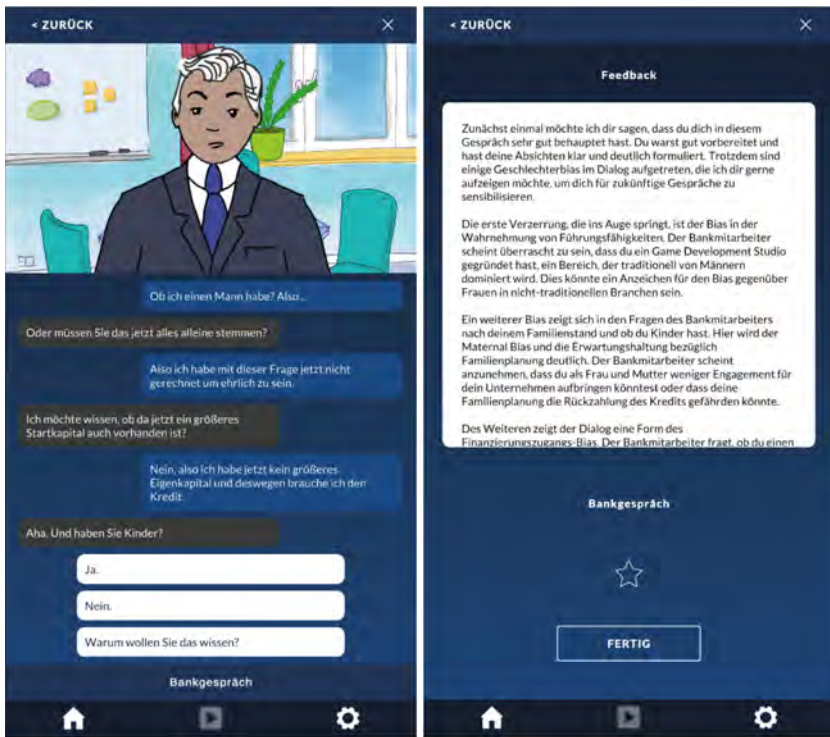 < ZURÜCK
Ob ich einen Mann habe? Also...
Oder müssen Sie das jetzt alles alleine stemmen?
Also ich habe mit dieser Frage jetzt nicht
gerechnet um ehrlich zu sein.
Ich möchte wissen, ob da jetzt ein größeres
Startkapital auch vorhanden ist?
Nein, also ich habe jetzt kein größeres
Eigenkapital und deswegen brauche ich den
Kredit.
Aha. Und haben Sie Kinder?
Ja.
Nein.
Warum wollen Sie das wissen?
Bankgespräch
< ZURÜCK
Feedback
Zunächst einmal möchte ich dir sagen, dass du dich in diesem
Gespräch sehr gut behauptet hast. Du warst gut vorbereitet und
hast deine Absichten klar und deutlich formuliert. Trotzdem sind
einige Geschlechterbias im Dialog aufgetreten, die ich dir gerne
aufzeigen möchte, um dich für zukünftige Gespräche zu
sensibilisieren.
Die erste Verzerrung, die ins Auge springt, ist der Bias in der
Wahrnehmung von Führungsfähigkeiten. Der Bankmitarbeiter
scheint überrascht zu sein, dass du ein Game Development Studio
gegründet hast, ein Bereich, der traditionell von Männern
dominiert wird. Dies könnte ein Anzeichen für den Bias gegenüber
Frauen in nicht-traditionellen Branchen sein.
Ein weiterer Bias zeigt sich in den Fragen des Bankmitarbeiters
nach deinem Familienstand und ob du Kinder hast. Hier wird der
Maternal Bias und die Erwartungshaltung bezüglich
Familienplanung deutlich. Der Bankmitarbeiter scheint
anzunehmen, dass du als Frau und Mutter weniger Engagement für
dein Unternehmen aufbringen könntest oder dass deine
Familienplanung die Rückzahlung des Kredits gefährden könnte.
Des Weiteren zeigt der Dialog eine Form des
Finanzierungszugangs-Bias. Der Bankmitarbeiter fragt, ob du einen
Bankgespräch
FERTIG